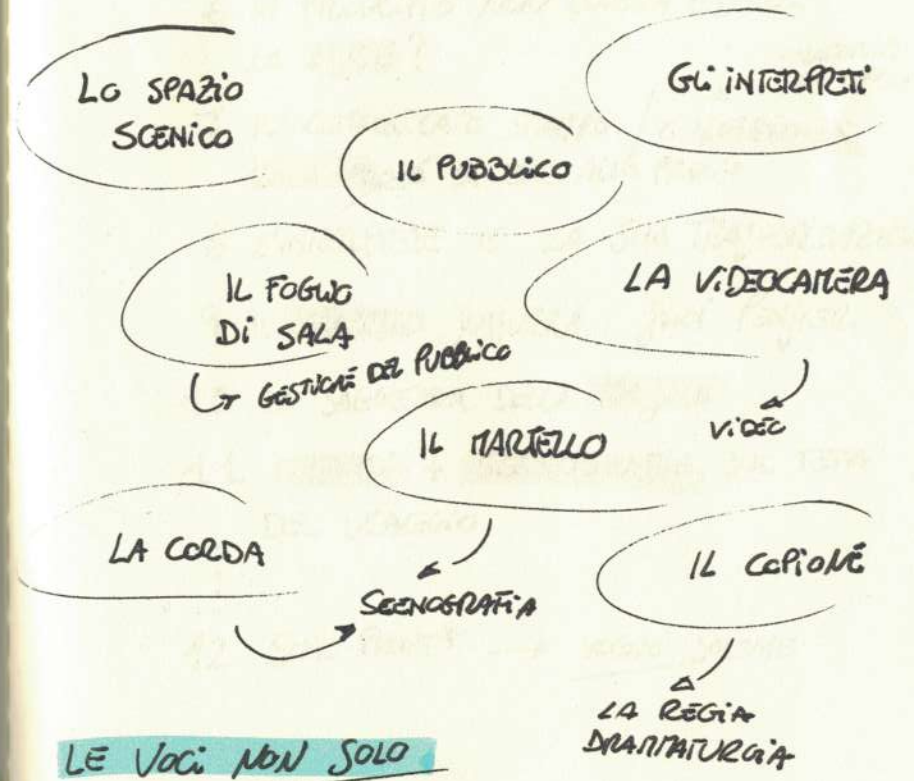 LO SPAZIO
SCENICO
GLI INTERPRETI
IL PUBBLICO
IL FOGLIO
DI SALA
LA VIDEOCAMERA
GESTIONE DEL PUBBLICO
VIDEO
IL MARTELLO
LA CORDA
SCENOGRAFIA
IL COPIONE
LA REGIA
DRAMMATURGIA
LE VOCI NON SOLO